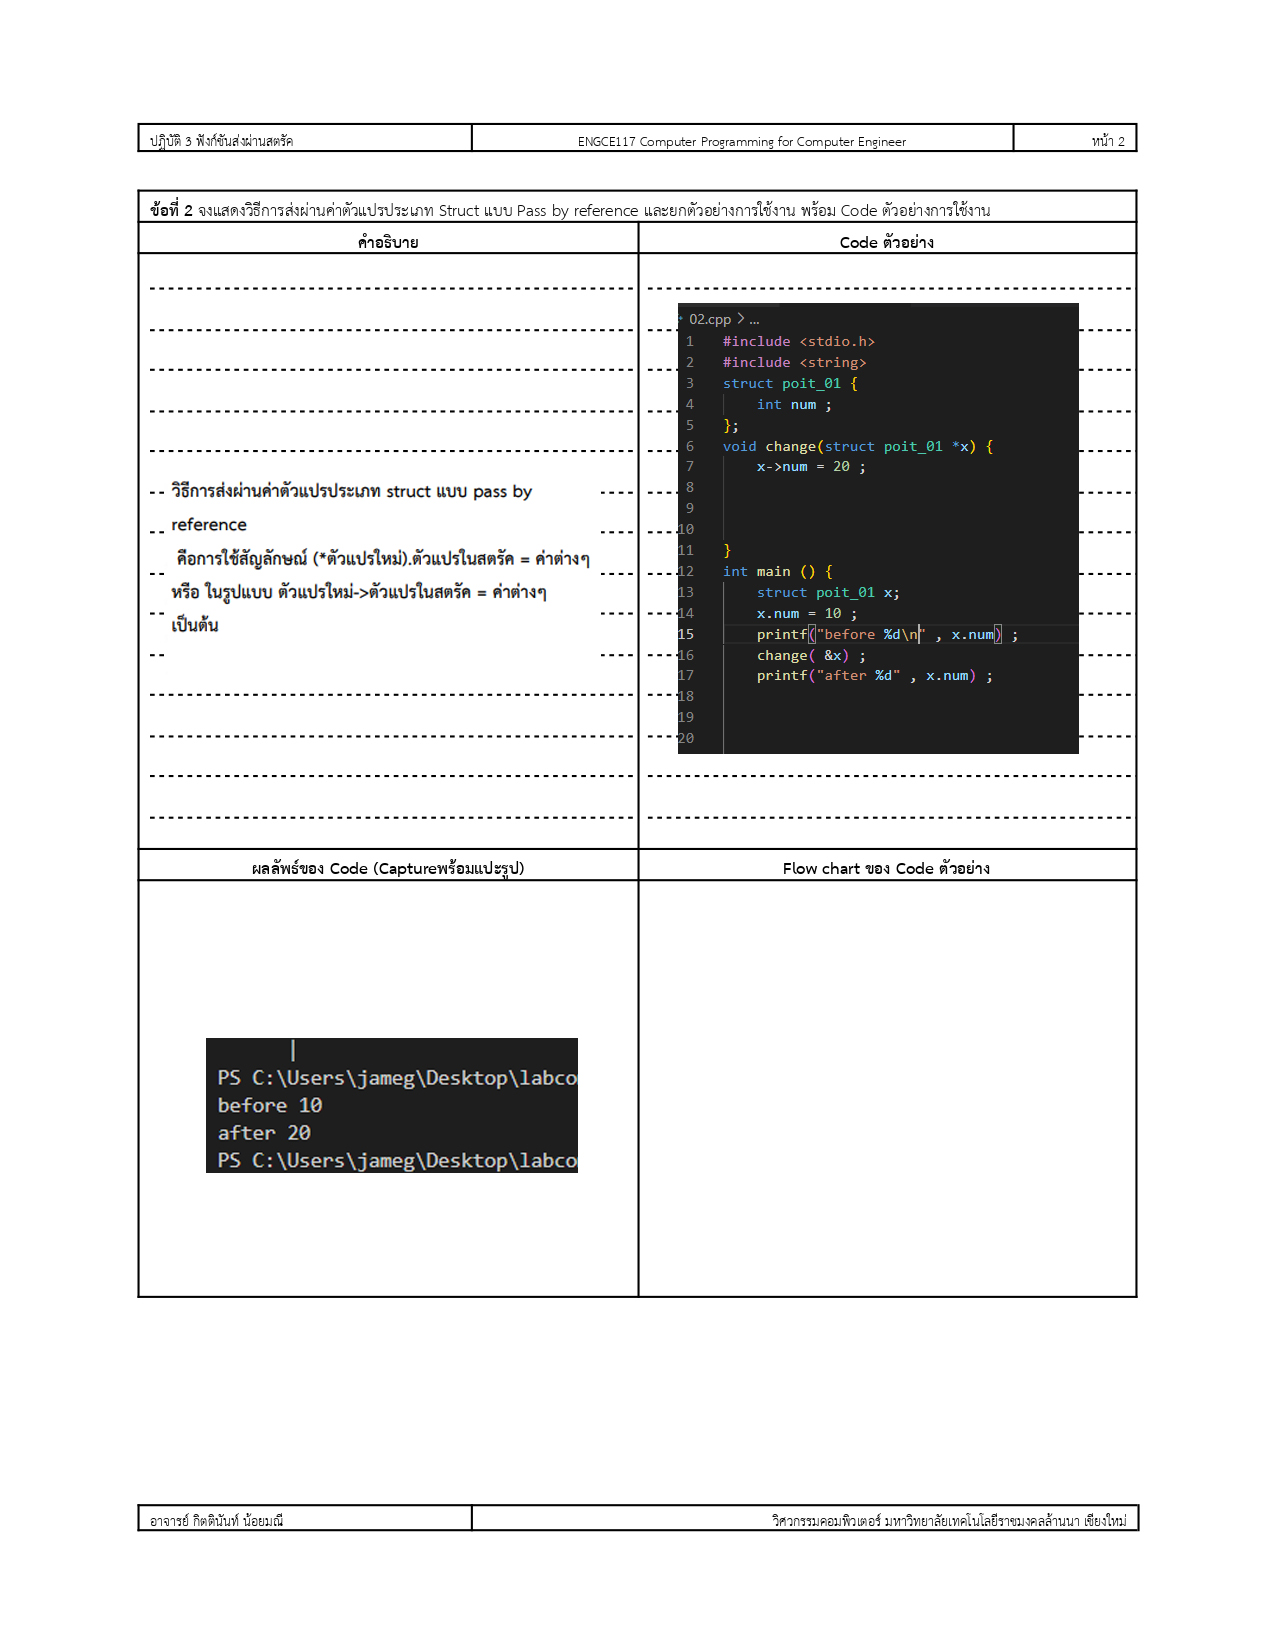 ปฏิบัติ 3 ฟังก์ชันส่งผ่านสตรัค ENGCE117 Computer Programming for Computer Engineer หน้า 2
ข้อที่ 2 จงแสดงวิธีการส่งผ่านค่าตัวแปรประเภท Struct แบบ Pass by reference และยกตัวอย่างการใช้งาน พร้อม Code ตัวอย่างการใช้งาน
คำอธิบาย
วิธีการส่งผ่านค่าตัวแปรประเภท struct แบบ pass by
reference
คือการใช้สัญลักษณ์ (*ตัวแปรใหม่).ตัวแปรในสตรัค = ค่าต่างๆ
หรือ ในรูปแบบ ตัวแปรใหม่->ตัวแปรในสตรัค = ค่าต่างๆ
เป็นต้น
Code ตัวอย่าง
02.cpp > ...
1 #include <stdio.h>
2 #include <string>
3 struct poit_01 {
4 int num ;
5 };
6 void change(struct poit_01 *x) {
7 x->num = 20 ;
8
9
10
11 }
12 int main () {
13 struct poit_01 x;
14 x.num = 10 ;
15 printf("before %d\n" , x.num) ;
16 change( &x) ;
17 printf("after %d" , x.num) ;
18
19
20
ผลลัพธ์ของ Code (Captureพร้อมแปะรูป)
PS C:\Users\jameg\Desktop\labco
before 10
after 20
PS C:\Users\jameg\Desktop\labco
Flow chart ของ Code ตัวอย่าง
อาจารย์ กิตตินันท์ น้อยมณี วิศวกรรมคอมพิวเตอร์ มหาวิทยาลัยเทคโนโลยีราชมงคลล้านนา เชียงใหม่